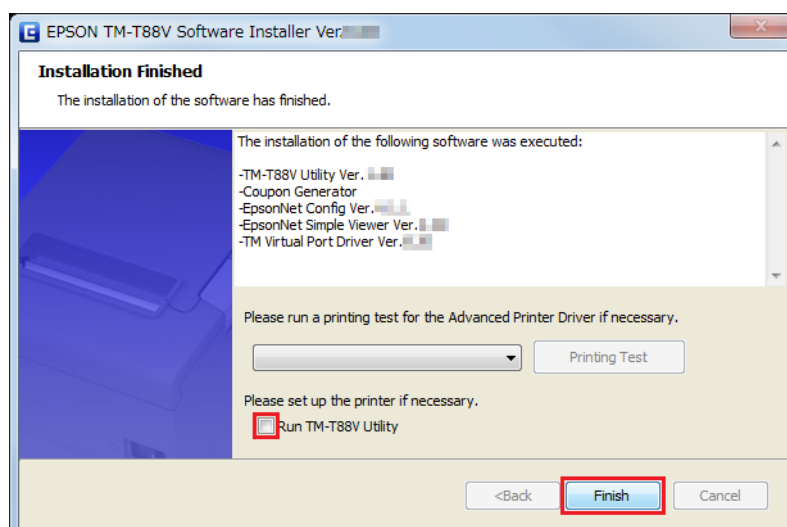 EPSON TM-T88V Software Installer Ver.
Installation Finished
The installation of the software has finished.
The installation of the following software was executed:
-TM-T88V Utility Ver.
-Coupon Generator
-EpsonNet Config Ver.
-EpsonNet Simple Viewer Ver.
-TM Virtual Port Driver Ver.
Please run a printing test for the Advanced Printer Driver if necessary.
Printing Test
Please set up the printer if necessary.
Run TM-T88V Utility
<Back Finish Cancel